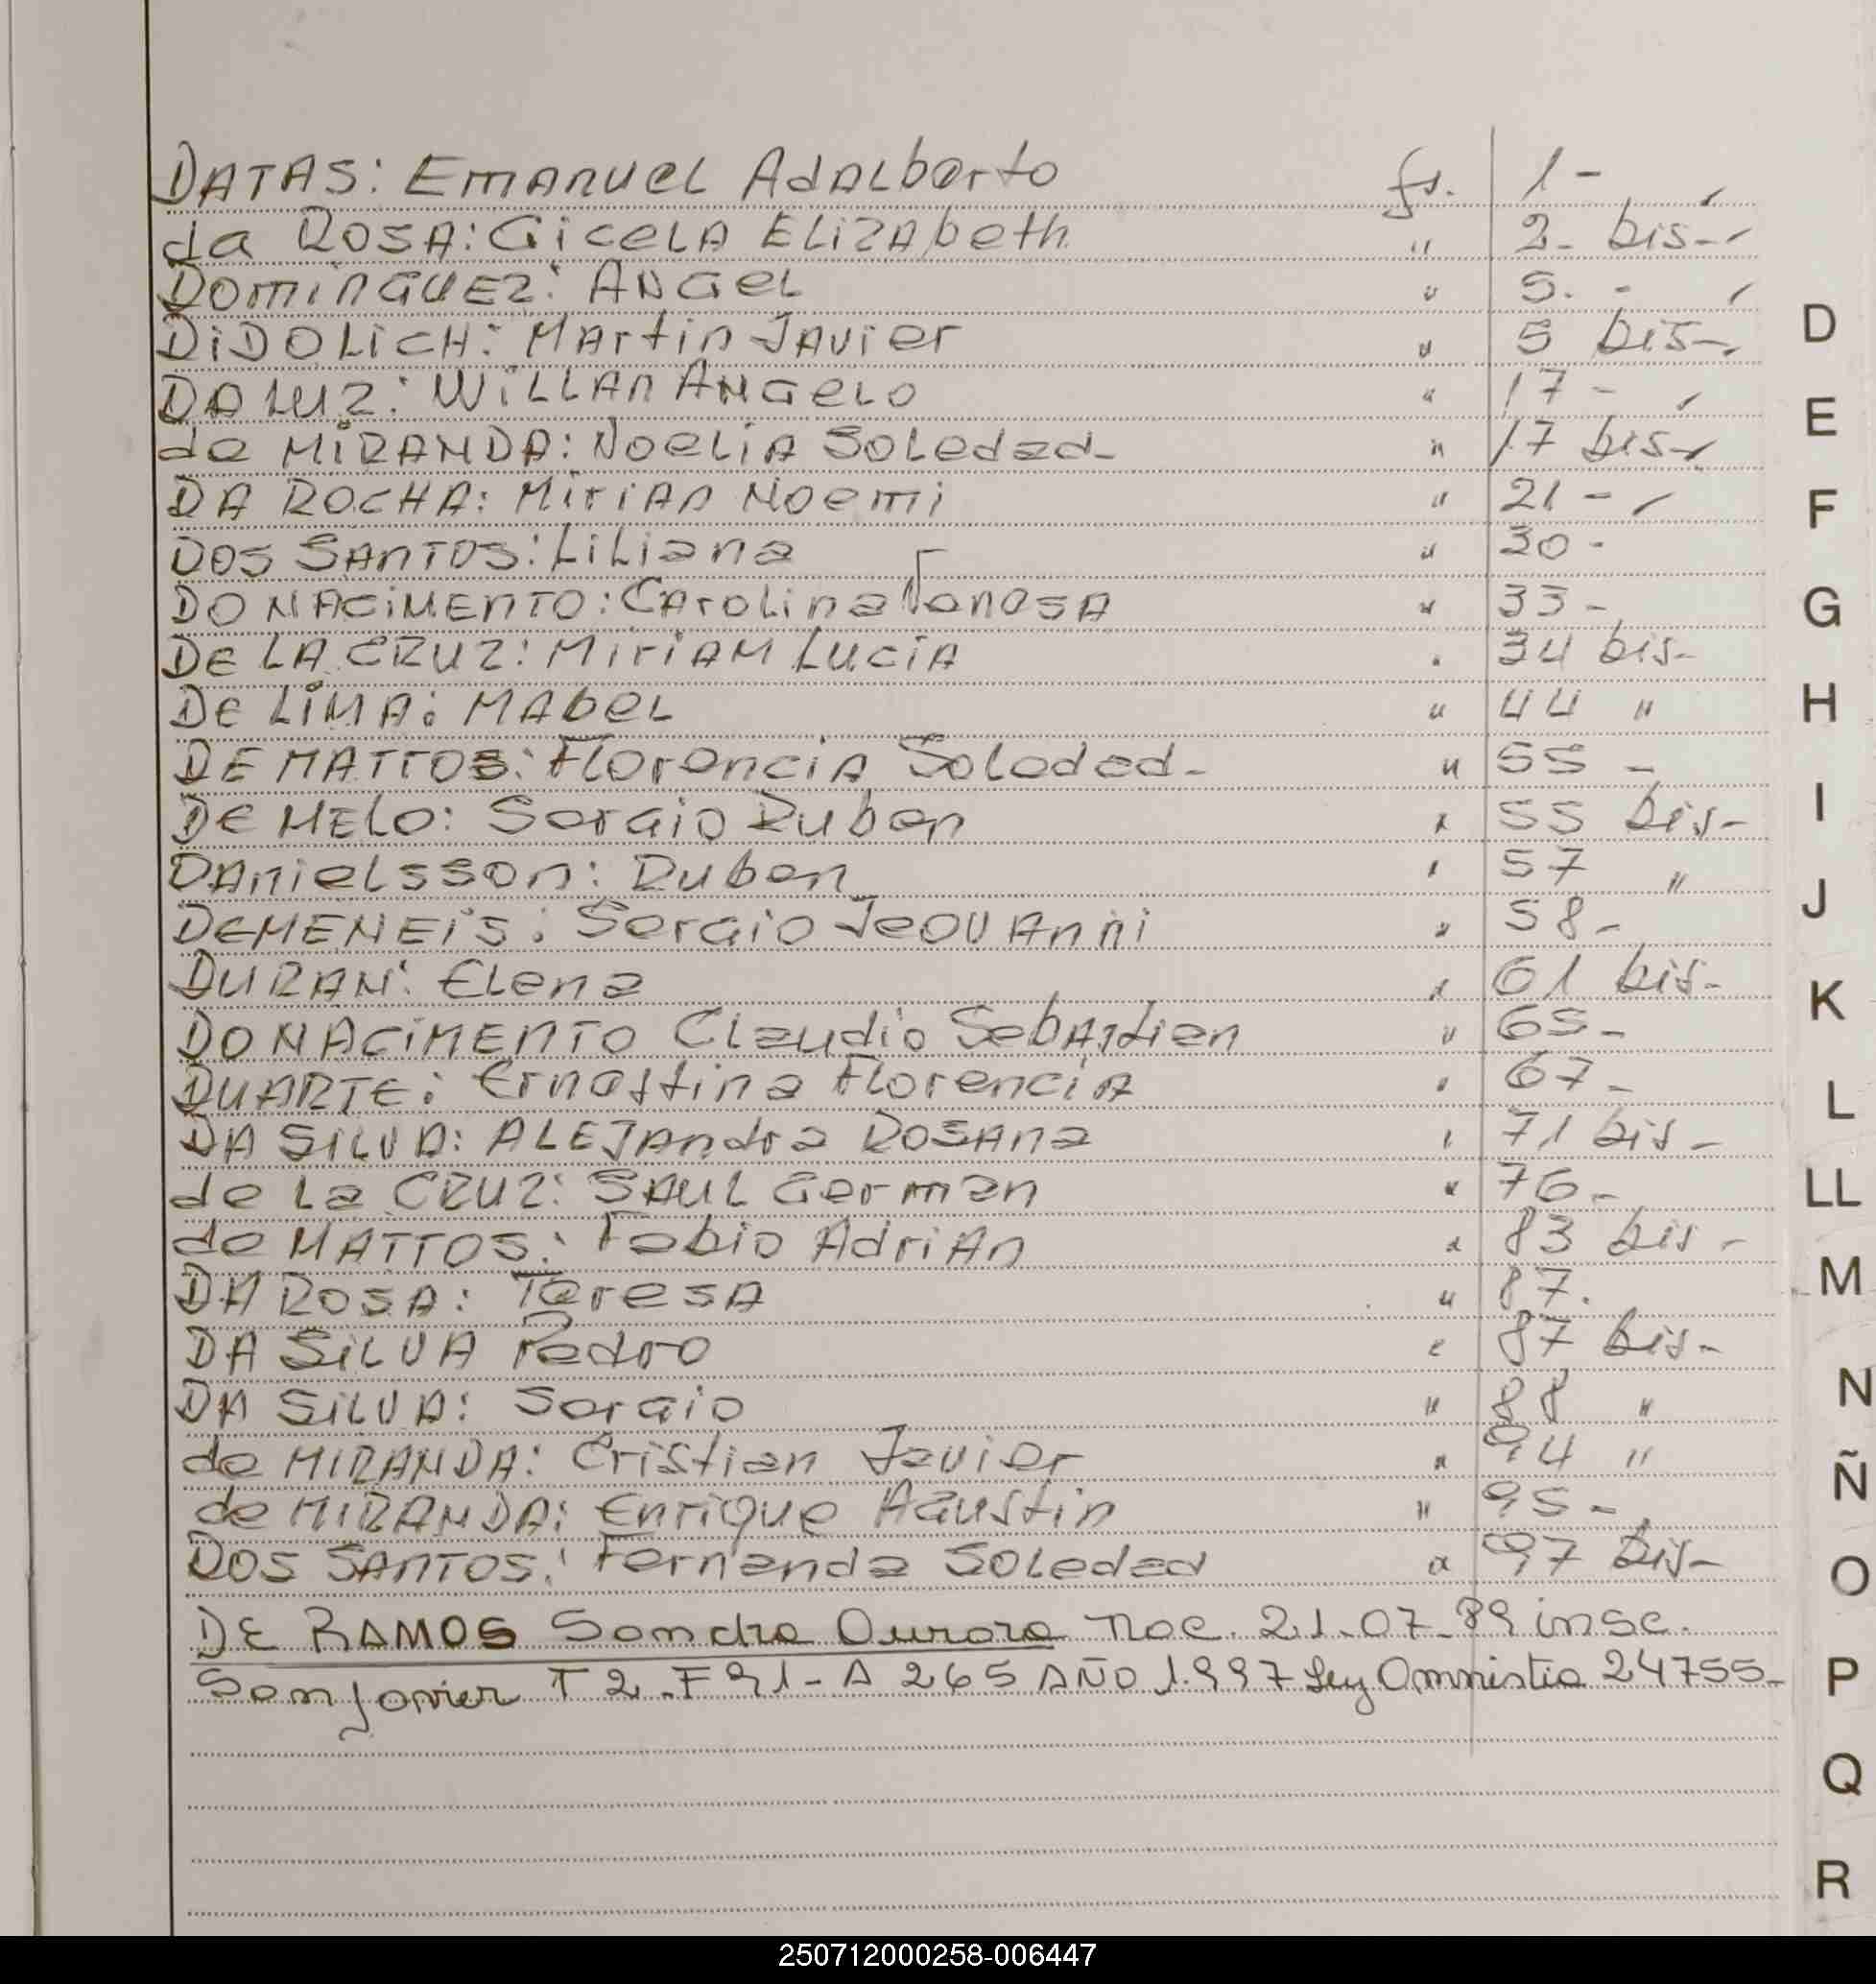 DATAS: Emanuel Adalberto fs. 1-
da ROSA: Gicela Elizabeth " 2- bis-
DOMINGUEZ: Angel " 5.-
DIDOLICH: Martin Javier " 5 bis-
DA LUZ: Willan Angelo " 17-
de MIRANDA: Noelia Soledad- " 17 bis-
DA ROCHA: Mirian Noemi " 21-
DOS SANTOS: Liliana " 30-
DO NACIMENTO: Carolina Vanesa " 33-
DE LA CRUZ: Miriam Lucia " 34 bis-
DE LIMA: Mabel " 44 "
DE MATTOS: Florencia Soledad- " 55-
DE MELO: Sergio Ruben " 55 bis-
Danielsson: Ruben " 57 "
DEMENEIS: Sergio Jeovanni " 58-
DURAN: Elena " 61 bis-
DO NACIMENTO Claudio Sebastian " 65-
DUARTE: Ernestina Florencia " 67-
DA SILVA: Alejandra Rosana " 71 bis-
de La CRUZ: Saul German " 76-
de MATTOS: Fabio Adrian " 83 bis-
DA ROSA: Teresa " 87.
DA SILVA Pedro " 87 bis-
DA SILVA: Sergio " 88 "
de MIRANDA: Cristian Javier " 94 "
de MIRANDA: Enrique Agustin " 95-
DOS SANTOS: Fernanda Soledad " 97 bis-
DE RAMOS Sandra Aurora nac. 21-07-89 insc.
San Javier T 2-F 91-A 265 AÑO 1.997 Ley Amnistia 24755-
D
E
F
G
H
I
J
K
L
LL
M
N
Ñ
O
P
Q
R
250712000258-006447